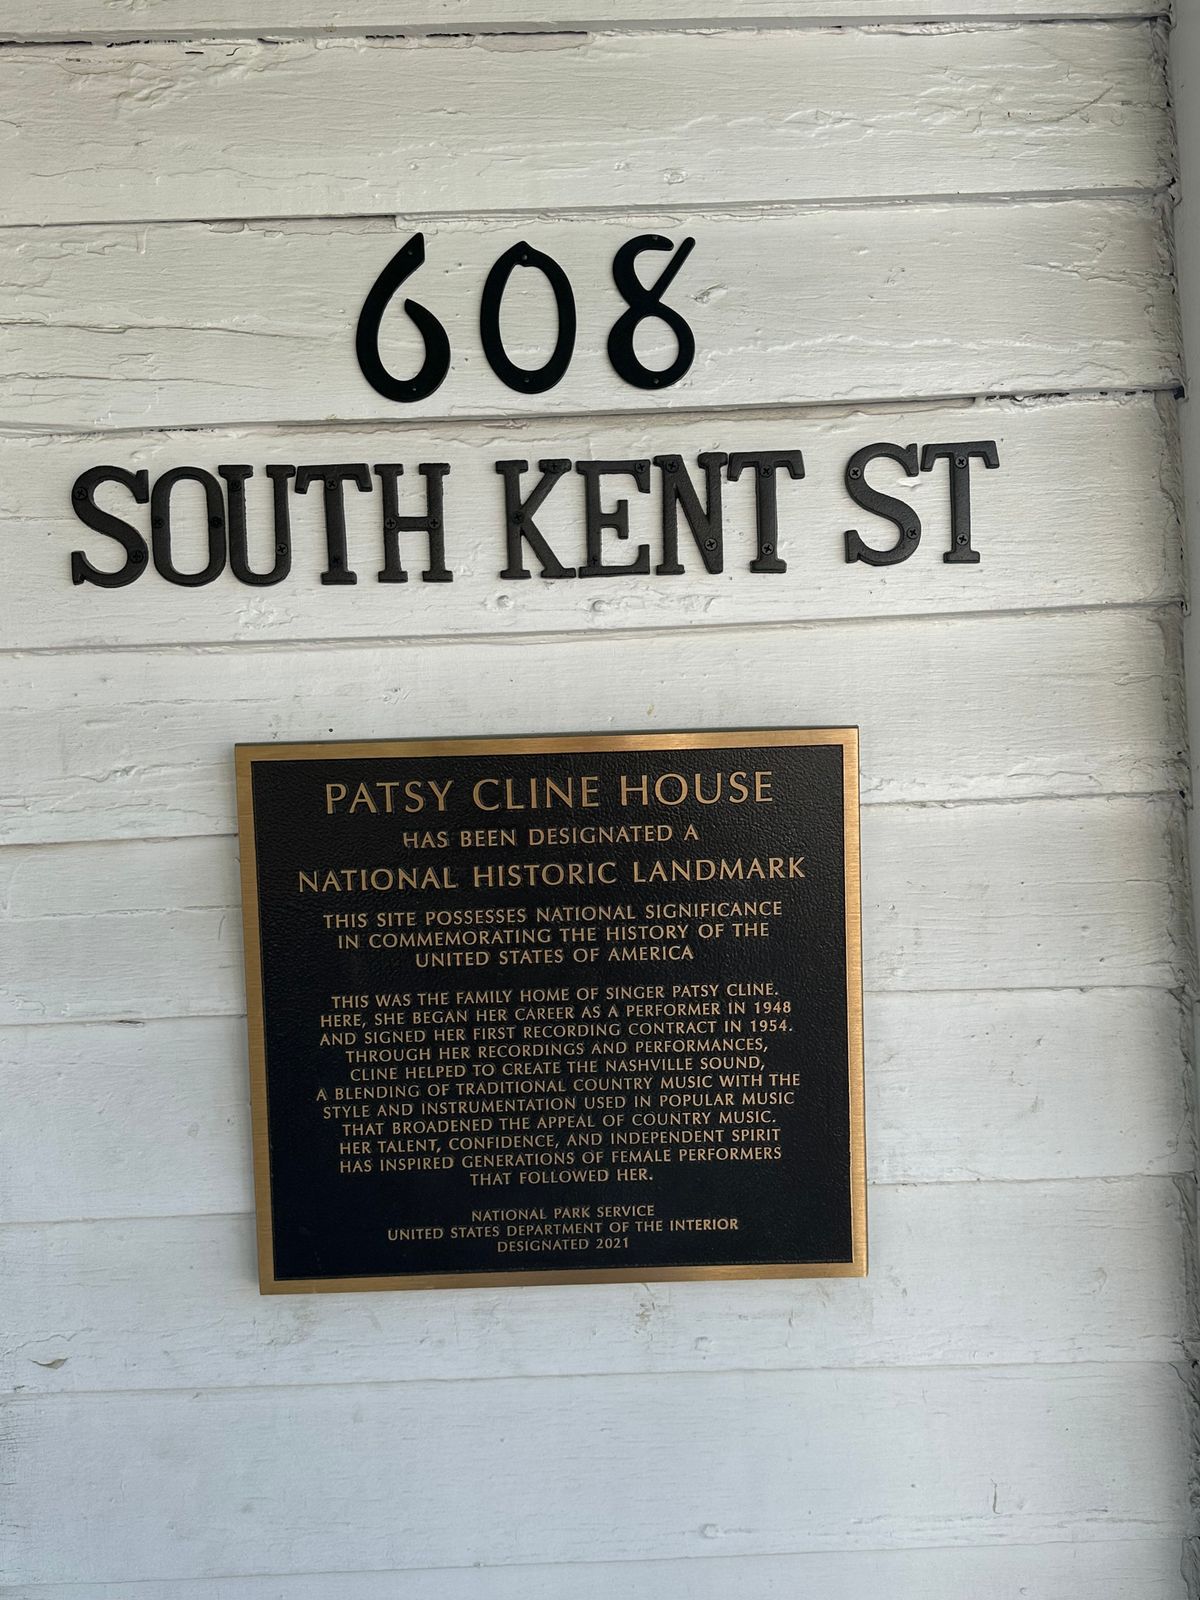 608
SOUTH KENT ST
PATSY CLINE HOUSE
HAS BEEN DESIGNATED A
NATIONAL HISTORIC LANDMARK
THIS SITE POSSESSES NATIONAL SIGNIFICANCE
IN COMMEMORATING THE HISTORY OF THE
UNITED STATES OF AMERICA
THIS WAS THE FAMILY HOME OF SINGER PATSY CLINE.
HERE, SHE BEGAN HER CAREER AS A PERFORMER IN 1948
AND SIGNED HER FIRST RECORDING CONTRACT IN 1954.
THROUGH HER RECORDINGS AND PERFORMANCES,
CLINE HELPED TO CREATE THE NASHVILLE SOUND,
A BLENDING OF TRADITIONAL COUNTRY MUSIC WITH THE
STYLE AND INSTRUMENTATION USED IN POPULAR MUSIC
THAT BROADENED THE APPEAL OF COUNTRY MUSIC.
HER TALENT, CONFIDENCE, AND INDEPENDENT SPIRIT
HAS INSPIRED GENERATIONS OF FEMALE PERFORMERS
THAT FOLLOWED HER.
NATIONAL PARK SERVICE
UNITED STATES DEPARTMENT OF THE INTERIOR
DESIGNATED 2021